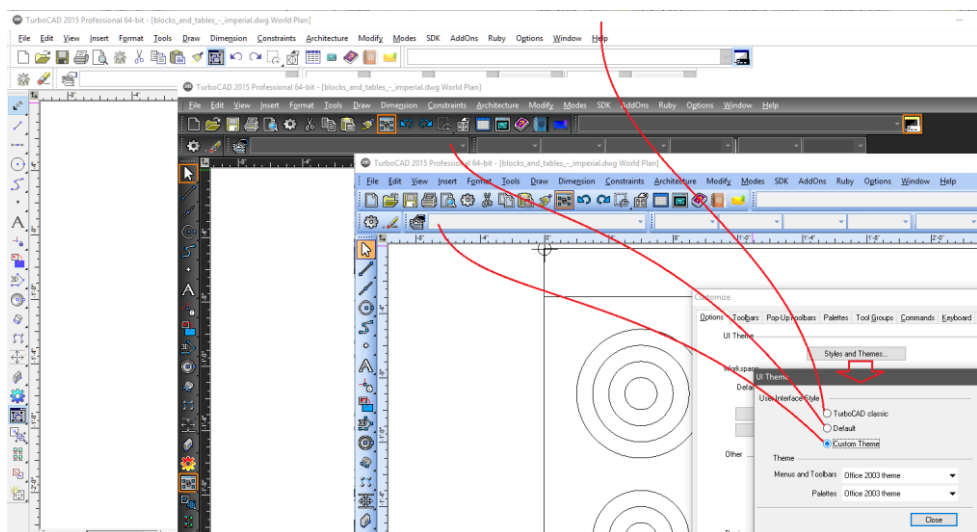 TurboCAD 2015 Professional 64-bit - [blocks_and_tables_-_imperial.dwg World Plan]
File Edit View Insert Format Tools Draw Dimension Constraints Architecture Modify Modes SDK AddOns Ruby Options Window Help
TurboCAD 2015 Professional 64-bit - [blocks_and_tables_-_imperial.dwg World Plan]
File Edit View Insert Format Tools Draw Dimension Constraints Architecture Modify Modes SDK AddOns Ruby Options Window Help
TurboCAD 2015 Professional 64-bit - [blocks_and_tables_-_imperial.dwg World Plan]
File Edit View Insert Format Tools Draw Dimension Constraints Architecture Modify Modes SDK AddOns Ruby Options Window Help
Customize
Options Toolbars Pop-Up Toolbars Palettes Tool Groups Commands Keyboard
UI Theme
Styles and Themes...
Workspace
UI Theme
User Interface Style
TurboCAD classic
Default
Custom Theme
Other
Theme
Menus and Toolbars Office 2003 theme
Palettes Office 2003 theme
Close